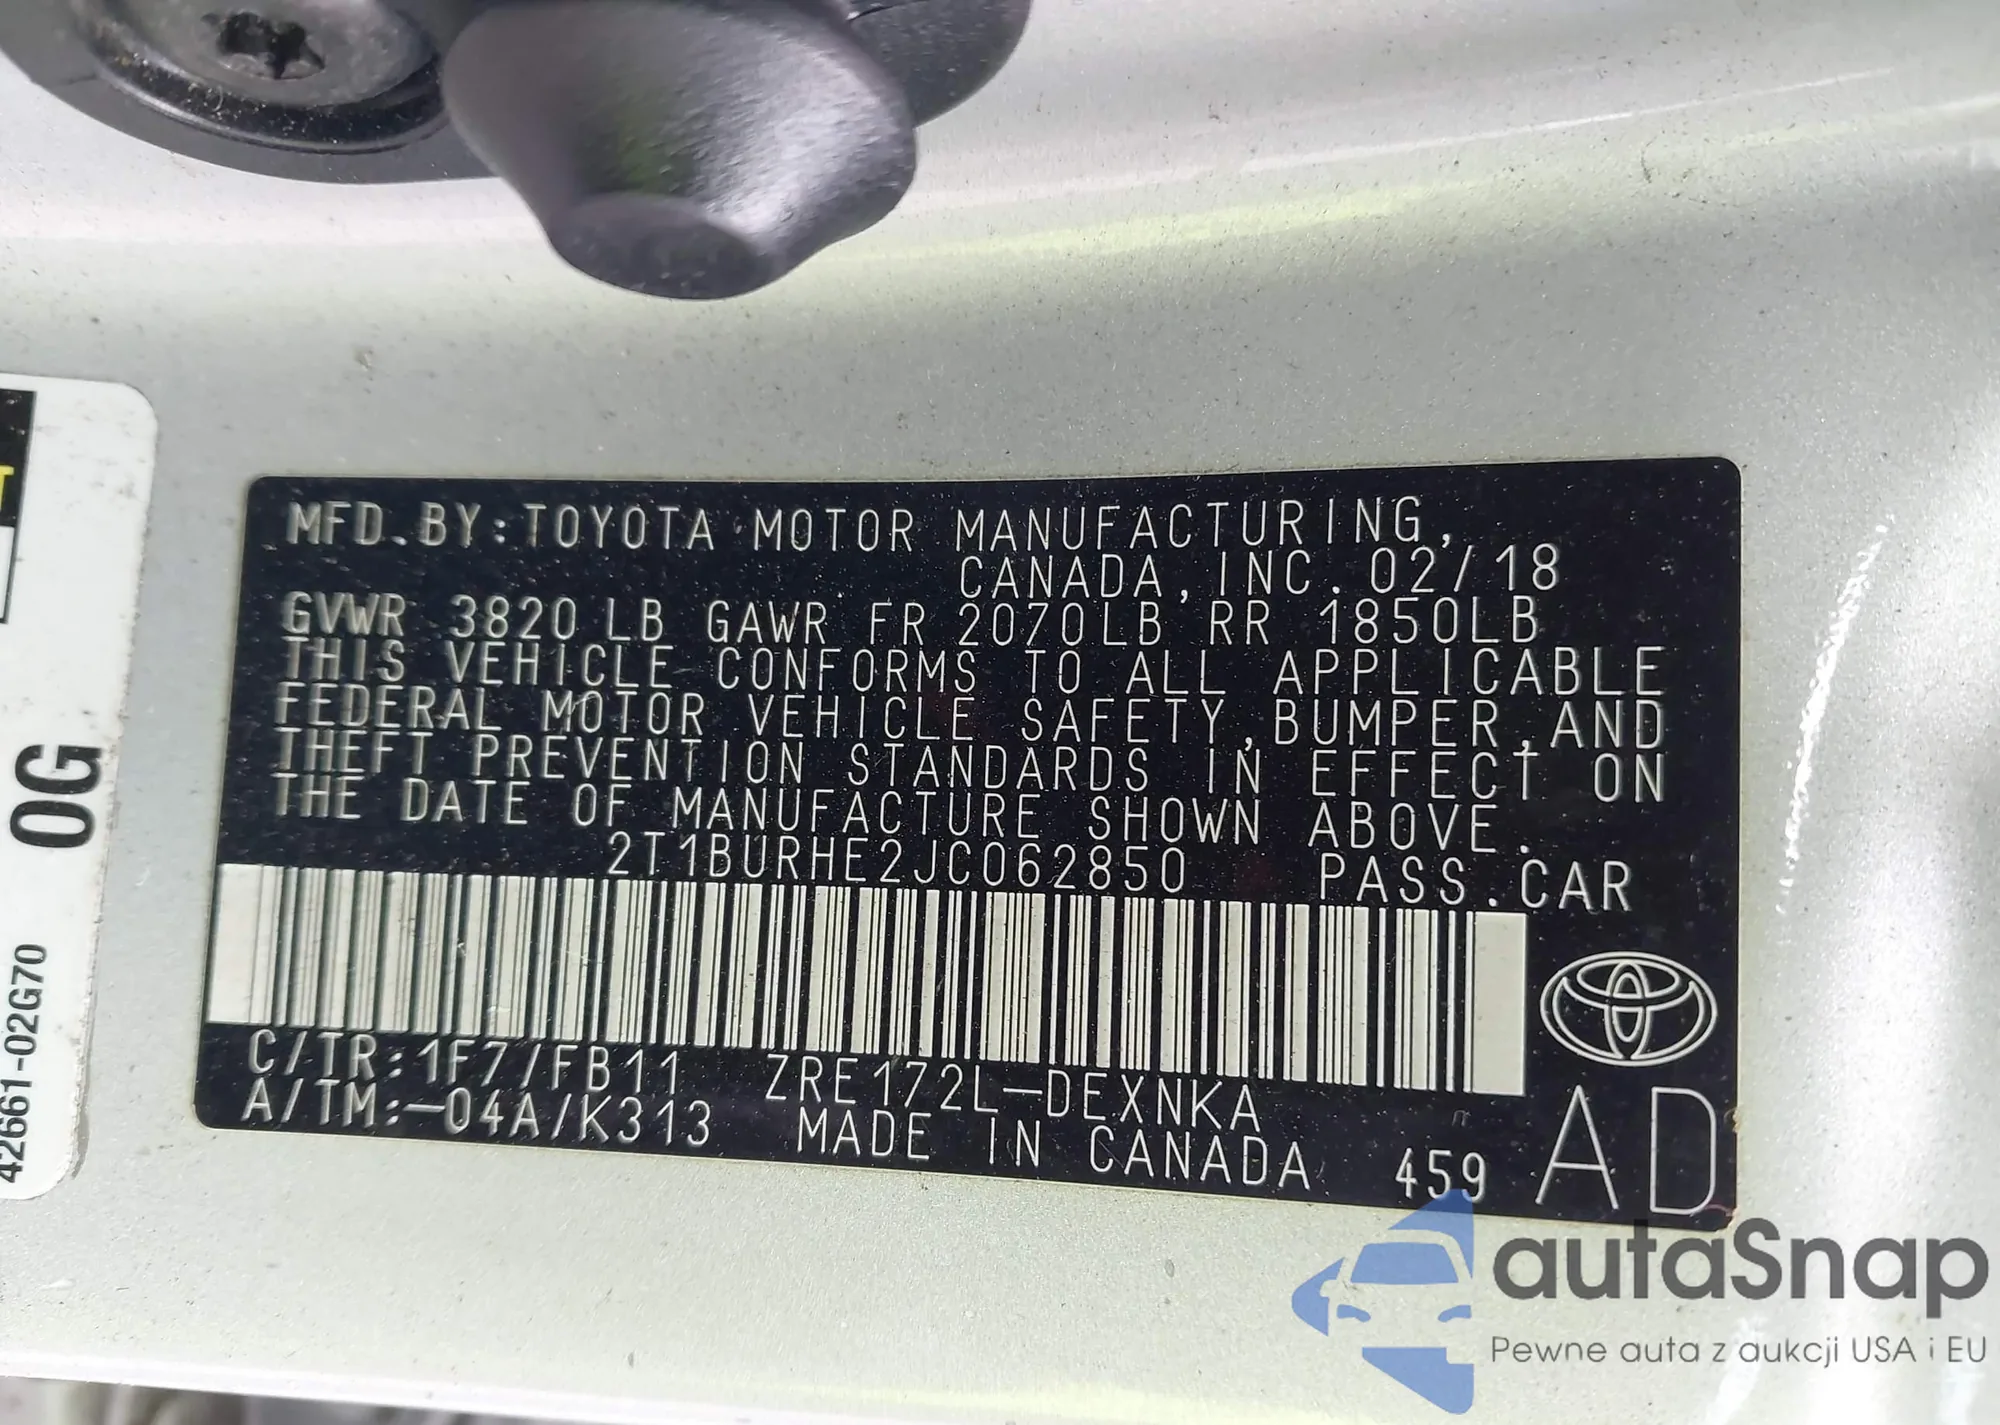 MFD. BY: TOYOTA MOTOR MANUFACTURING,
CANADA, INC. 02/18
GVWR 3820 LB GAWR FR 2070LB RR 1850LB
THIS VEHICLE CONFORMS TO ALL APPLICABLE
FEDERAL MOTOR VEHICLE SAFETY, BUMPER, AND
THEFT PREVENTION STANDARDS IN EFFECT ON
THE DATE OF MANUFACTURE SHOWN ABOVE.
2T1BURHE2JC062850 PASS. CAR
C/TR: 1F7/FB11 ZRE172L-DEXNKA
A/TM: -04A/K313 MADE IN CANADA 459
AD
0G
42661-02G70
autaSnap
Pewne auta z aukcji USA i EU